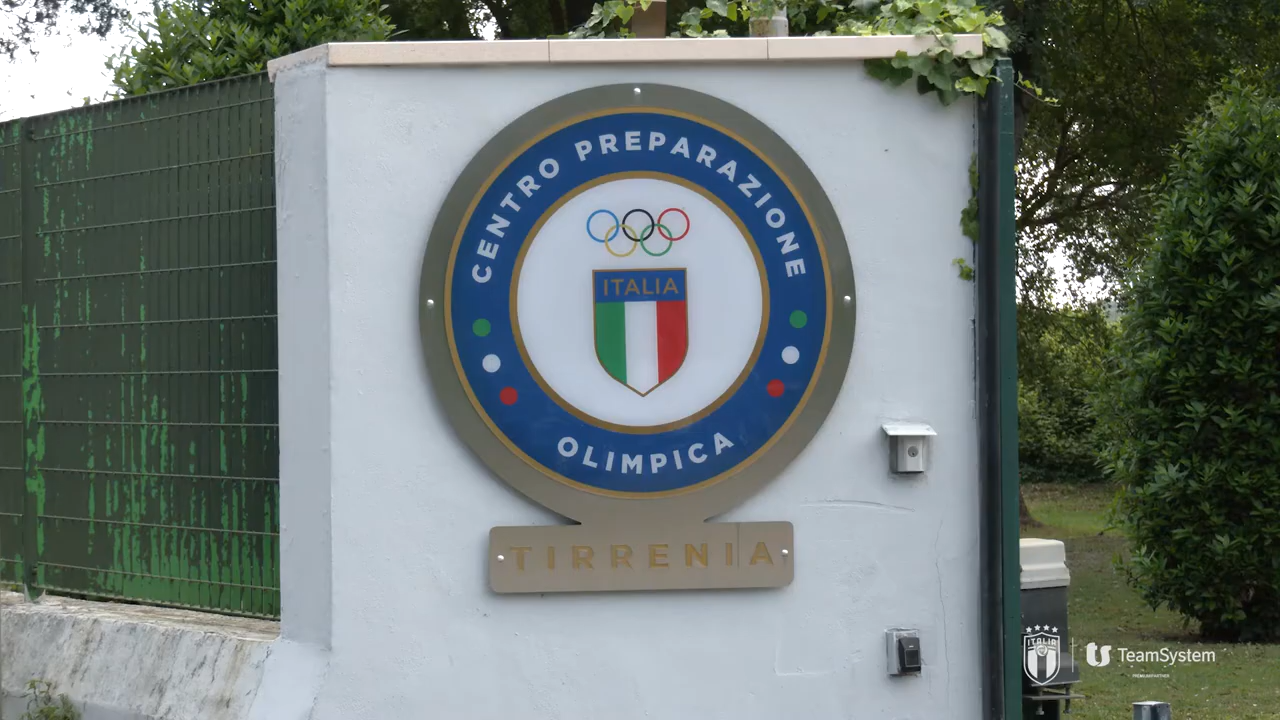 CENTRO PREPARAZIONE
ITALIA
OLIMPICA
TIRRENIA
ITALIA
TeamSystem